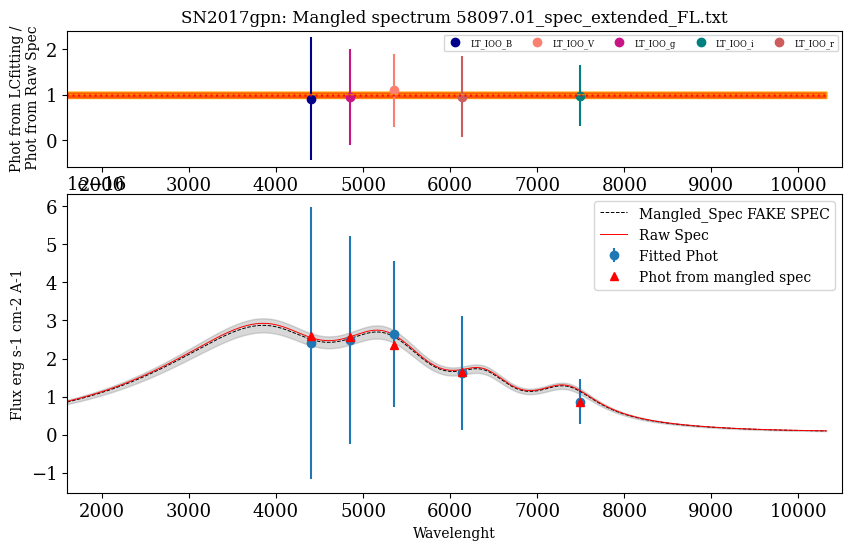 SN2017gpn: Mangled spectrum 58097.01_spec_extended_FL.txt
Phot from LCfitting /
Phot from Raw Spec
2
1
0
LT_IOO_B
LT_IOO_V
LT_IOO_g
LT_IOO_i
LT_IOO_r
2000 3000 4000 5000 6000 7000 8000 9000 10000
1e−16
Flux erg s-1 cm-2 A-1
6
5
4
3
2
1
0
−1
Mangled_Spec FAKE SPEC
Raw Spec
Fitted Phot
Phot from mangled spec
2000 3000 4000 5000 6000 7000 8000 9000 10000
Wavelenght